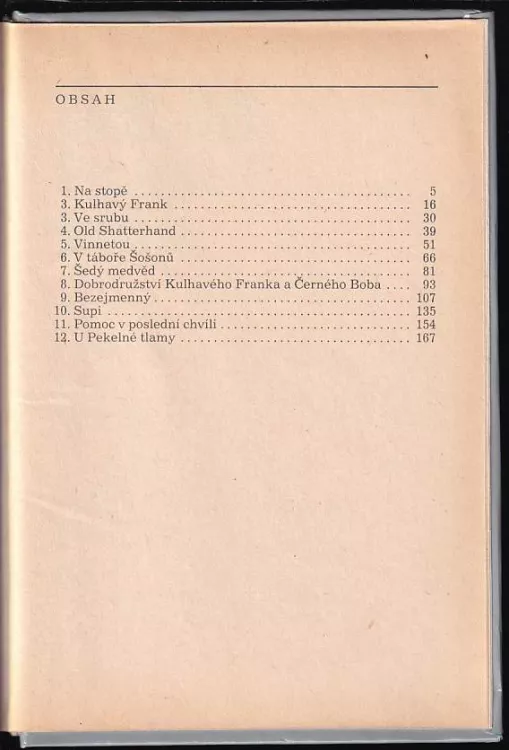 OBSAH
1. Na stopě ........................................ 5
3. Kulhavý Frank ................................... 16
3. Ve srubu ........................................ 30
4. Old Shatterhand ................................. 39
5. Vinnetou ........................................ 51
6. V táboře Šošonů ................................. 66
7. Šedý medvěd ..................................... 81
8. Dobrodružství Kulhavého Franka a Černého Boba .... 93
9. Bezejmenný ...................................... 107
10. Supi ........................................... 135
11. Pomoc v poslední chvíli ........................ 154
12. U Pekelné tlamy ................................ 167